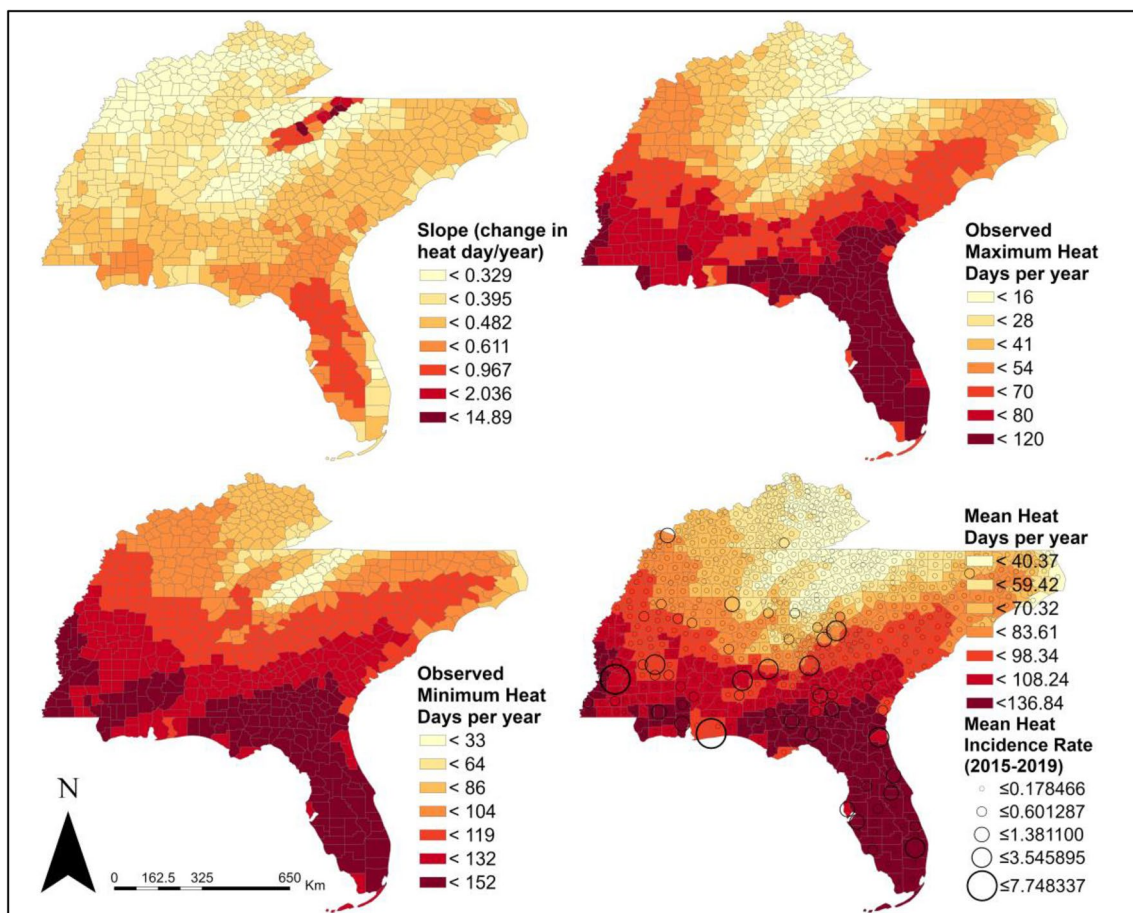 Slope (change in
heat day/year)
< 0.329
< 0.395
< 0.482
< 0.611
< 0.967
< 2.036
< 14.89
Observed
Maximum Heat
Days per year
< 16
< 28
< 41
< 54
< 70
< 80
< 120
Observed
Minimum Heat
Days per year
< 33
< 64
< 86
< 104
< 119
< 132
< 152
N
0 162.5 325 650
Km
Mean Heat
Days per year
< 40.37
< 59.42
< 70.32
< 83.61
< 98.34
< 108.24
<136.84
Mean Heat
Incidence Rate
(2015-2019)
≤0.178466
≤0.601287
≤1.381100
≤3.545895
≤7.748337